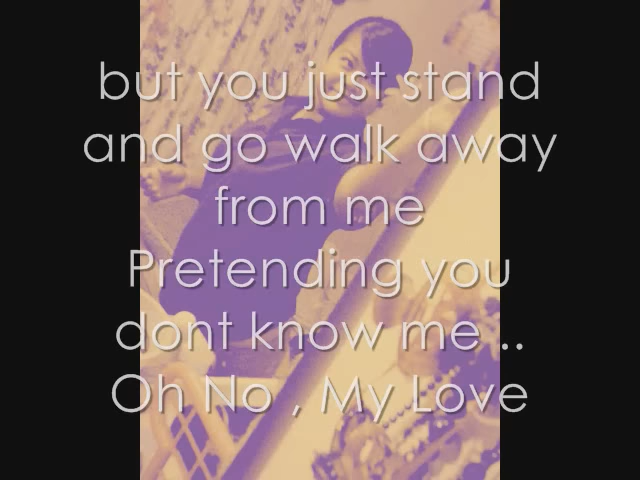 but you just stand
and go walk away
from me
Pretending you
dont know me ..
Oh No , My Love